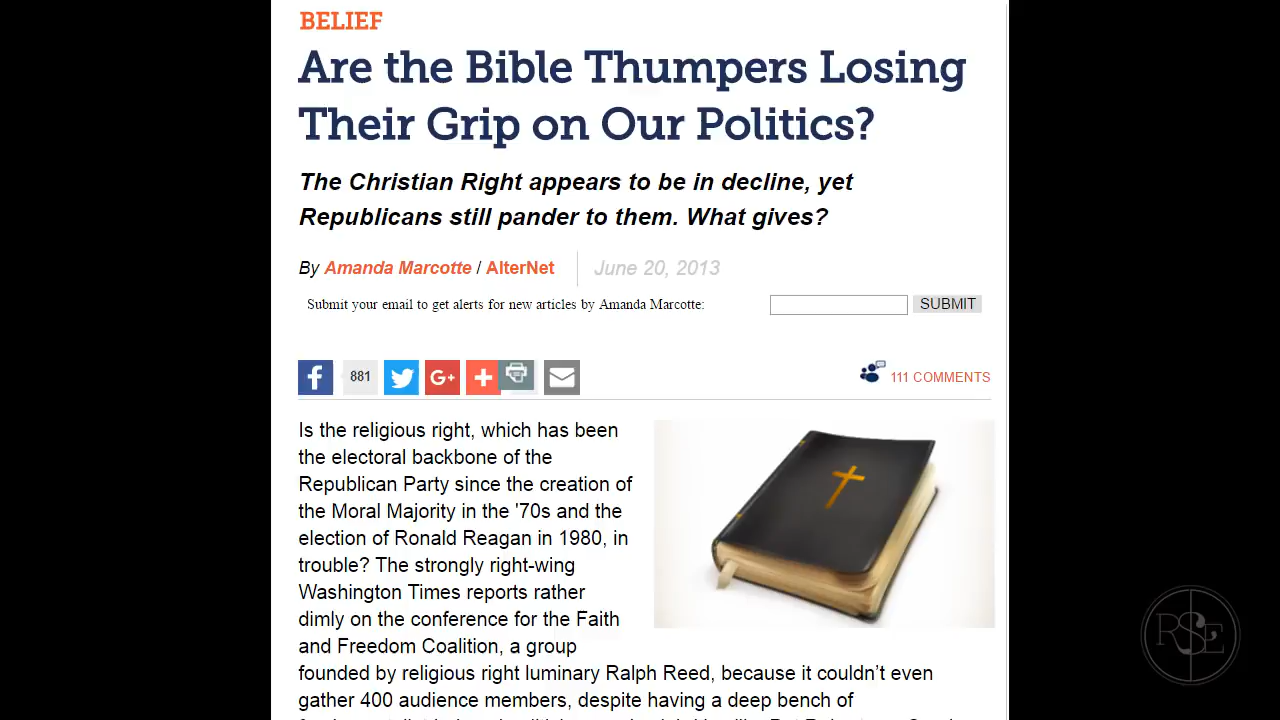 BELIEF
Are the Bible Thumpers Losing
Their Grip on Our Politics?
The Christian Right appears to be in decline, yet
Republicans still pander to them. What gives?
By Amanda Marcotte / AlterNet June 20, 2013
Submit your email to get alerts for new articles by Amanda Marcotte: SUBMIT
881 G+ 111 COMMENTS
Is the religious right, which has been
the electoral backbone of the
Republican Party since the creation of
the Moral Majority in the '70s and the
election of Ronald Reagan in 1980, in
trouble? The strongly right-wing
Washington Times reports rather
dimly on the conference for the Faith
and Freedom Coalition, a group
founded by religious right luminary Ralph Reed, because it couldn’t even
gather 400 audience members, despite having a deep bench of
RSE